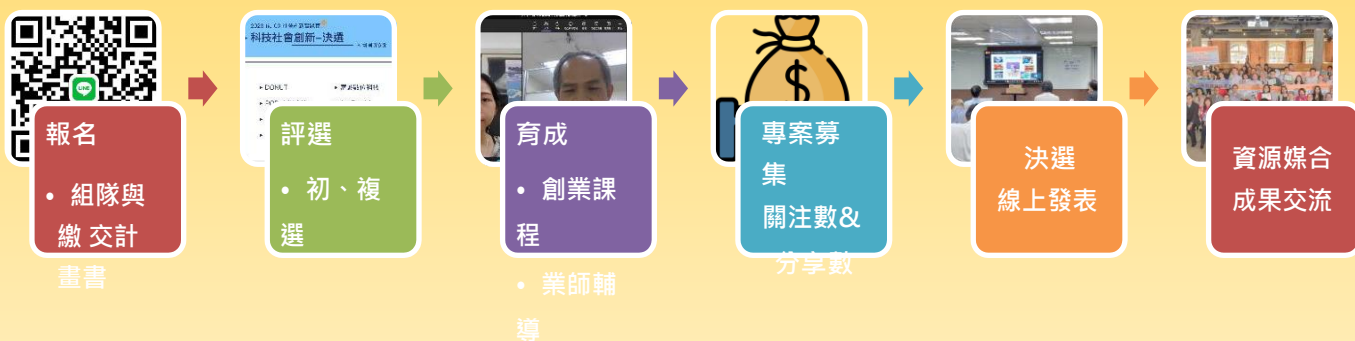 LINE
報名
• 組隊與
繳 交計
畫書
科技社會創新–決選
▸ DONUT
評選
• 初、複
選
育成
• 創業課
程
• 業師輔
導
$
專案募
集
關注數&
分享數
決選
線上發表
資源媒合
成果交流